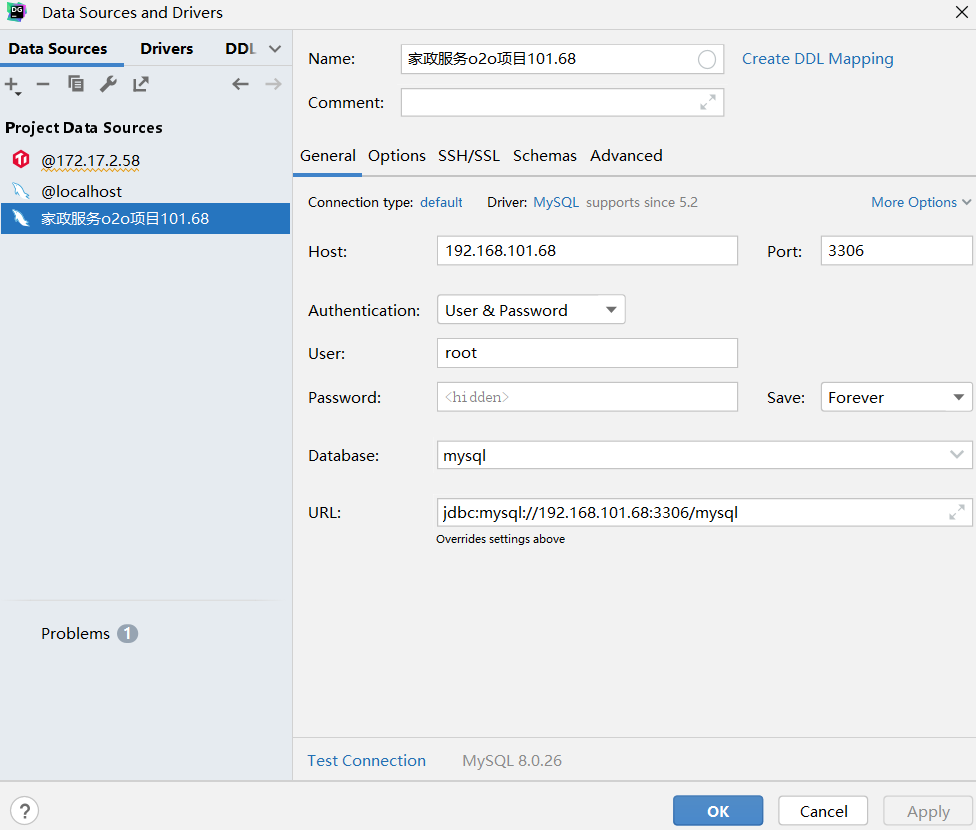 DG
Data Sources and Drivers
Data Sources
Drivers
DDL
Project Data Sources
@172.17.2.58
@localhost
家政服务o2o项目101.68
Problems 1
Name: 家政服务o2o项目101.68
Create DDL Mapping
Comment:
General Options SSH/SSL Schemas Advanced
Connection type: default Driver: MySQL supports since 5.2 More Options
Host: 192.168.101.68 Port: 3306
Authentication: User & Password
User: root
Password: <hidden> Save: Forever
Database: mysql
URL: jdbc:mysql://192.168.101.68:3306/mysql
Overrides settings above
Test Connection MySQL 8.0.26
? OK Cancel Apply